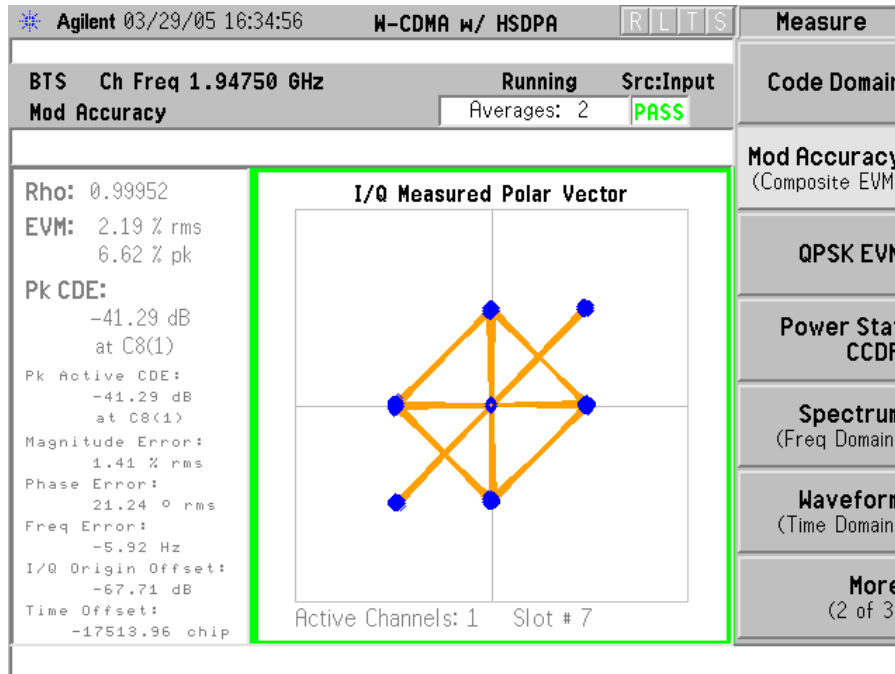 Agilent 03/29/05 16:34:56 W-CDMA w/ HSDPA R L T S
Measure
BTS Ch Freq 1.94750 GHz Running Src:Input
Mod Accuracy Averages: 2 PASS
Rho: 0.99952
EVM: 2.19 % rms
6.62 % pk
Pk CDE:
-41.29 dB
at C8(1)
Pk Active CDE:
-41.29 dB
at C8(1)
Magnitude Error:
1.41 % rms
Phase Error:
21.24 º rms
Freq Error:
-5.92 Hz
I/Q Origin Offset:
-67.71 dB
Time Offset:
-17513.96 chip
I/Q Measured Polar Vector
Active Channels: 1 Slot # 7
Code Domain
Mod Accuracy
(Composite EVM
QPSK EVM
Power Stat
CCDF
Spectrum
(Freq Domain
Waveform
(Time Domain
More
(2 of 3